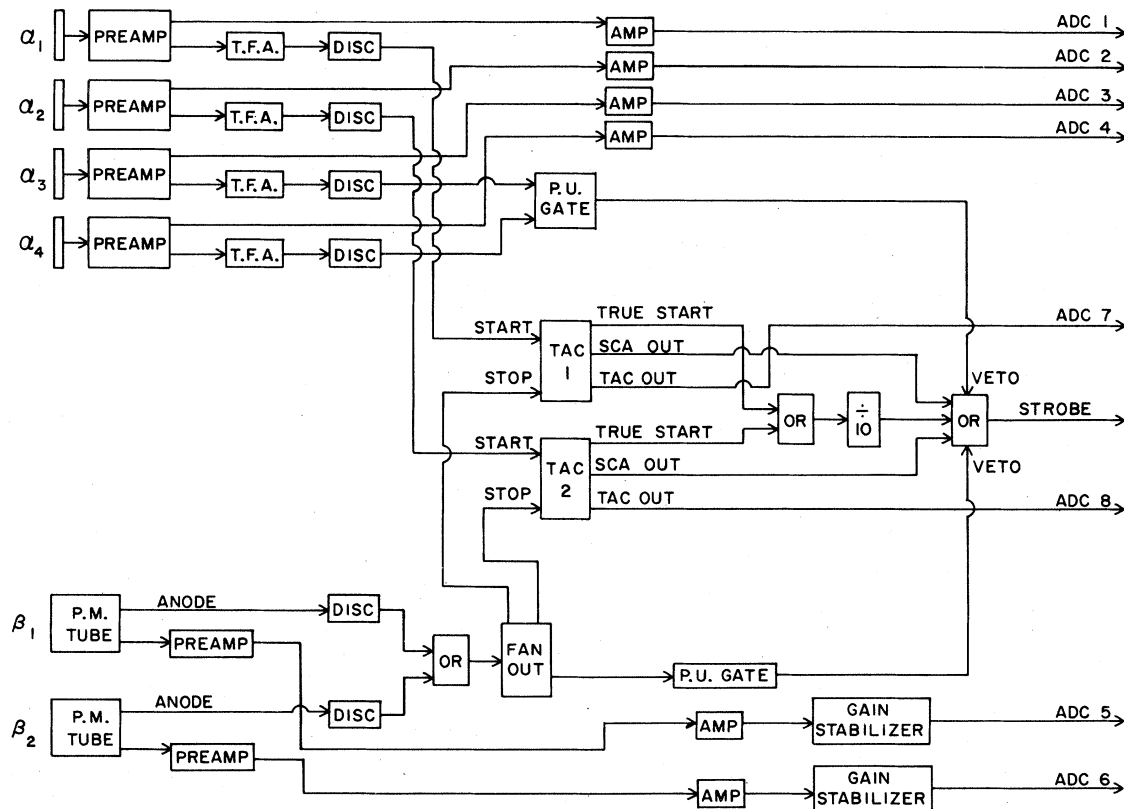 α1 PREAMP T.F.A. DISC AMP ADC 1
α2 PREAMP T.F.A. DISC AMP ADC 2
AMP ADC 3
AMP ADC 4
α3 PREAMP T.F.A. DISC P.U. GATE
α4 PREAMP T.F.A. DISC
START TAC 1 TRUE START ADC 7
SCA OUT
STOP TAC OUT VETO
OR ÷ 10 OR STROBE
START TAC 2 TRUE START
SCA OUT VETO
STOP TAC OUT ADC 8
β1 P.M. TUBE ANODE DISC
PREAMP OR FAN OUT P.U. GATE
β2 P.M. TUBE ANODE DISC
AMP GAIN STABILIZER ADC 5
PREAMP
AMP GAIN STABILIZER ADC 6